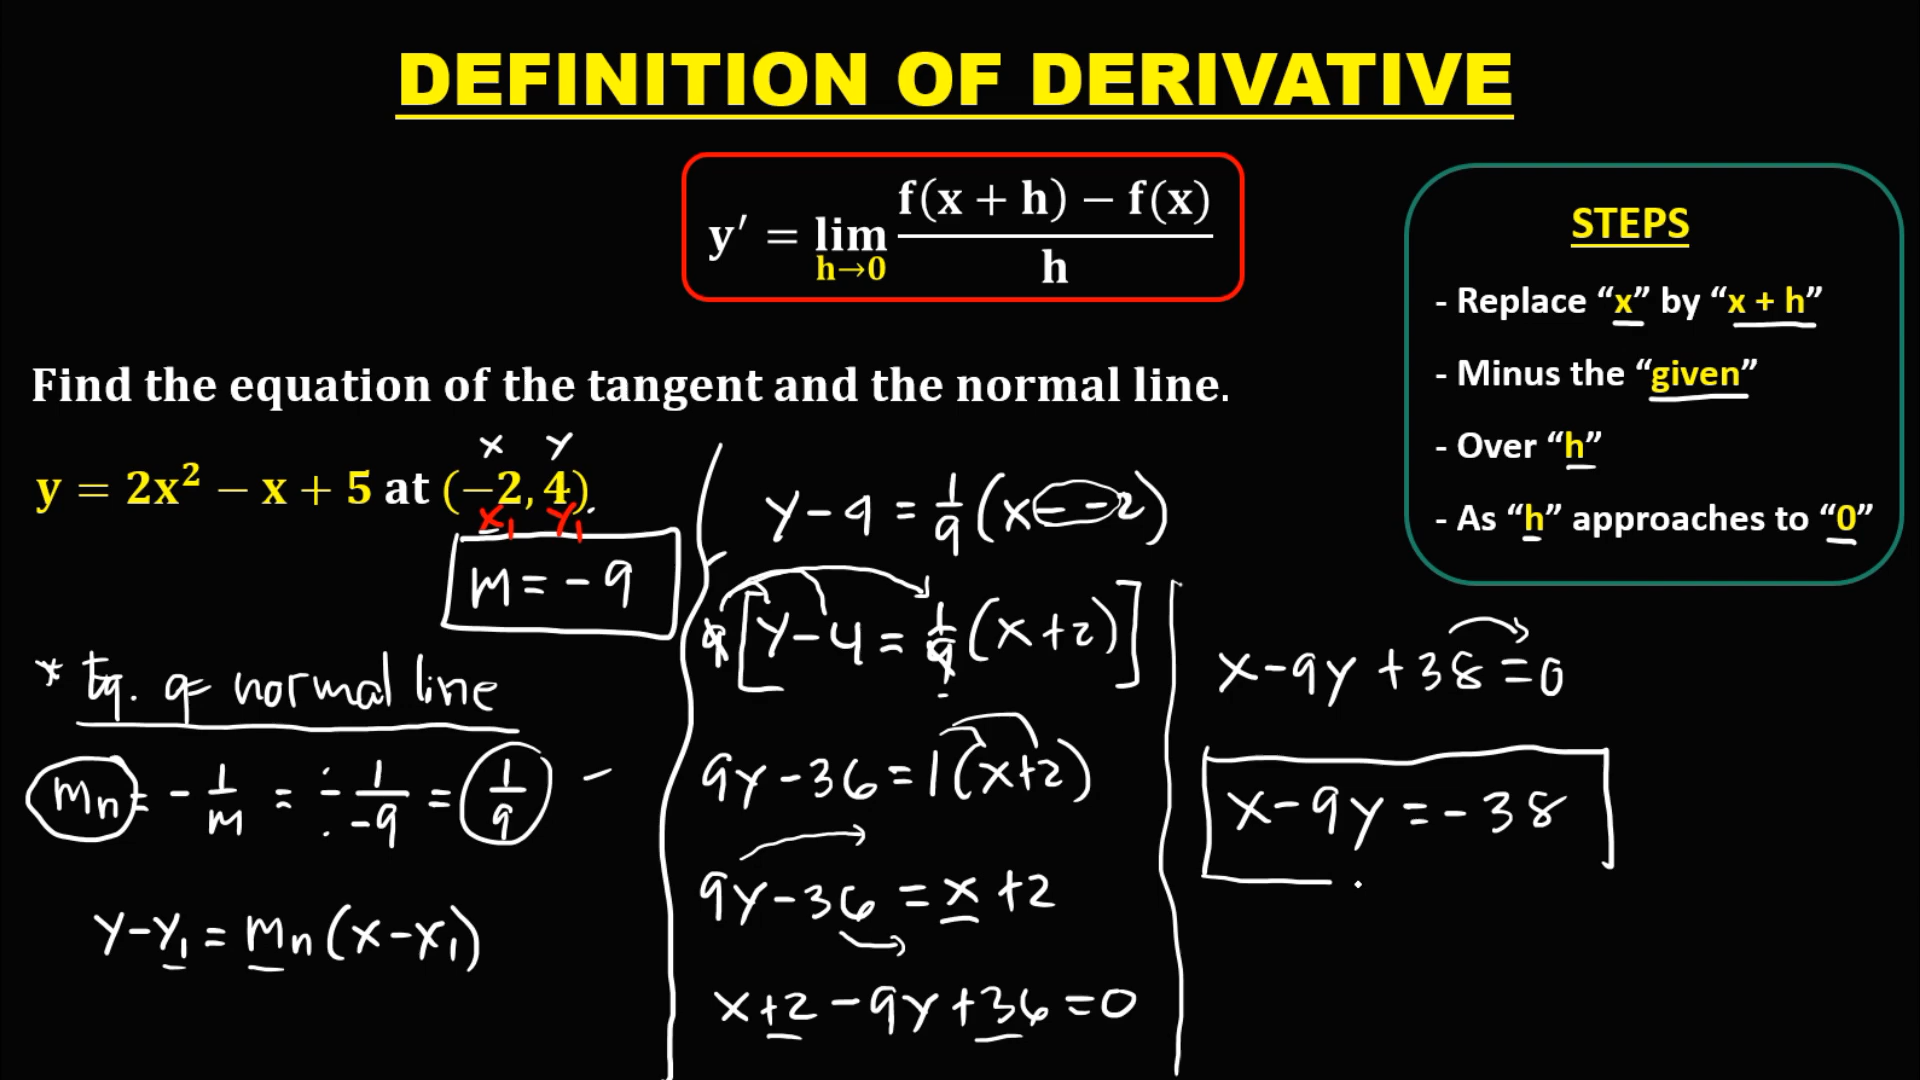 DEFINITION OF DERIVATIVE
y′ = lim h→0 f(x + h) − f(x) / h
STEPS
- Replace “x” by “x + h”
- Minus the “given”
- Over “h”
- As “h” approaches to “0”
Find the equation of the tangent and the normal line.
x y
y = 2x² − x + 5 at (−2, 4)
x₁ y₁
m = -9
* Eq. of normal line
mₙ = - 1/m = - 1/-9 = 1/9
y-y₁ = mₙ(x-x₁)
y-4 = 1/9(x--2)
9[y-4 = 1/9(x+2)]
9y-36 = 1(x+2)
9y-36 = x+2
x+2-9y+36=0
x-9y+38=0
x-9y=-38